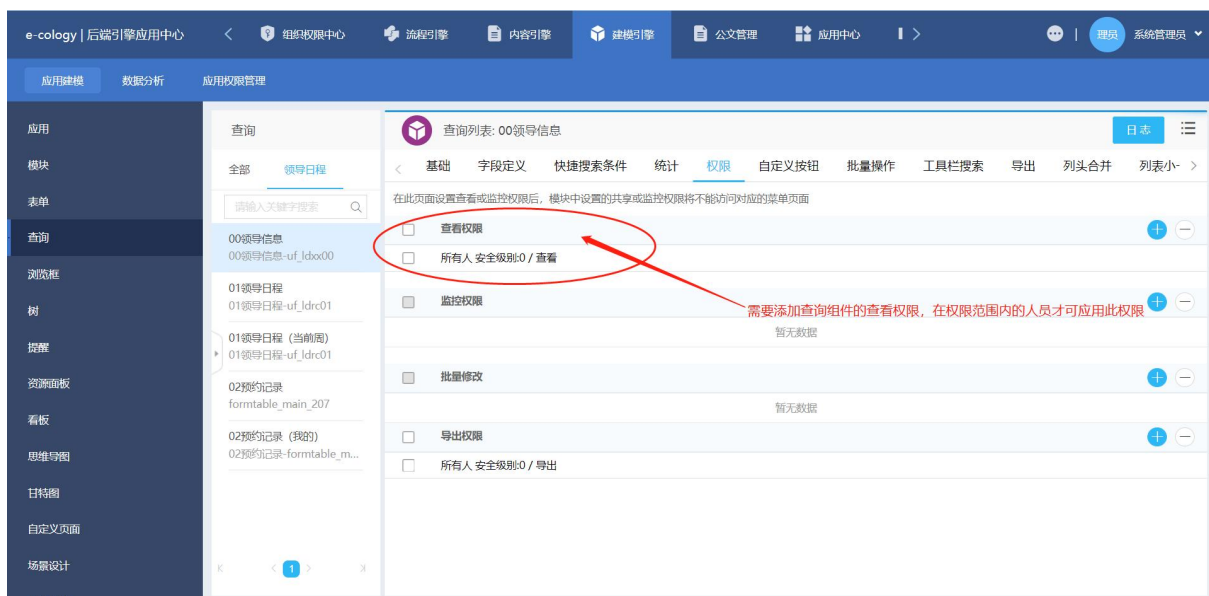 e-cology | 后端引擎应用中心 组织权限中心 流程引擎 内容引擎 建模引擎 公文管理 应用中心 理员 系统管理员
应用建模 数据分析 应用权限管理
应用
模块
表单
查询
浏览框
树
提醒
资源面板
看板
思维导图
甘特图
自定义页面
场景设计
查询
全部 领导日程
请输入关键字搜索
00领导信息
00领导信息-uf_ldxx00
01领导日程
01领导日程-uf_ldrc01
01领导日程（当前周）
01领导日程-uf_ldrc01
02预约记录
formtable_main_207
02预约记录（我的）
02预约记录-formtable_m...
1
查询列表: 00领导信息 日志
基础 字段定义 快捷搜索条件 统计 权限 自定义按钮 批量操作 工具栏搜索 导出 列头合并 列表小-
在此页面设置查看或监控权限后，模块中设置的共享或监控权限将不能访问对应的菜单页面
查看权限
所有人 安全级别:0 / 查看
监控权限
需要添加查询组件的查看权限，在权限范围内的人员才可应用此权限
暂无数据
批量修改
暂无数据
导出权限
所有人 安全级别:0 / 导出